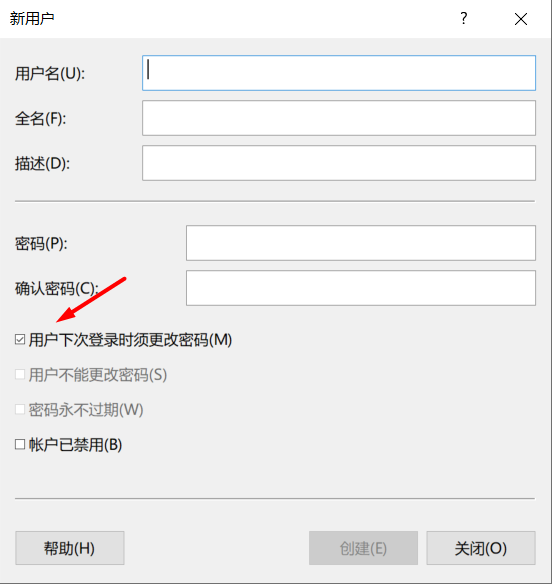 新用户 ?
用户名(U):
全名(F):
描述(D):
密码(P):
确认密码(C):
用户下次登录时须更改密码(M)
用户不能更改密码(S)
密码永不过期(W)
帐户已禁用(B)
帮助(H) 创建(E) 关闭(O)